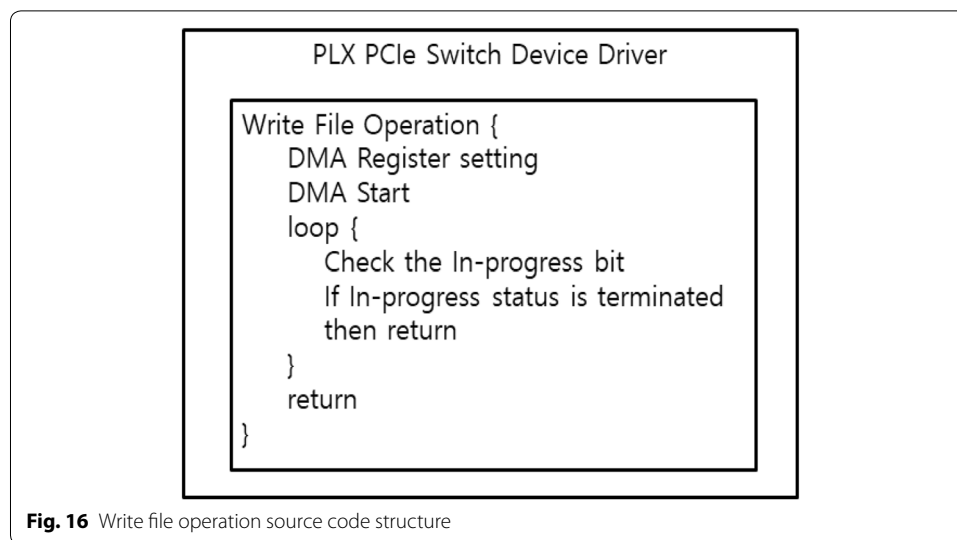 PLX PCIe Switch Device Driver
Write File Operation {
DMA Register setting
DMA Start
loop {
Check the In-progress bit
If In-progress status is terminated
then return
}
return
}
Fig. 16 Write file operation source code structure